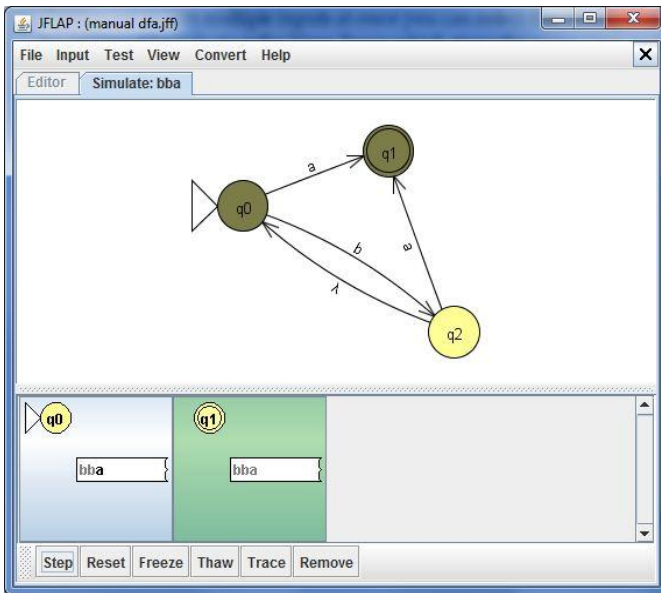 JFLAP : (manual dfa.jff)
File Input Test View Convert Help
Editor Simulate: bba
q1
a
q0
b
a
λ
q2
q0 q1
bba bba
Step Reset Freeze Thaw Trace Remove